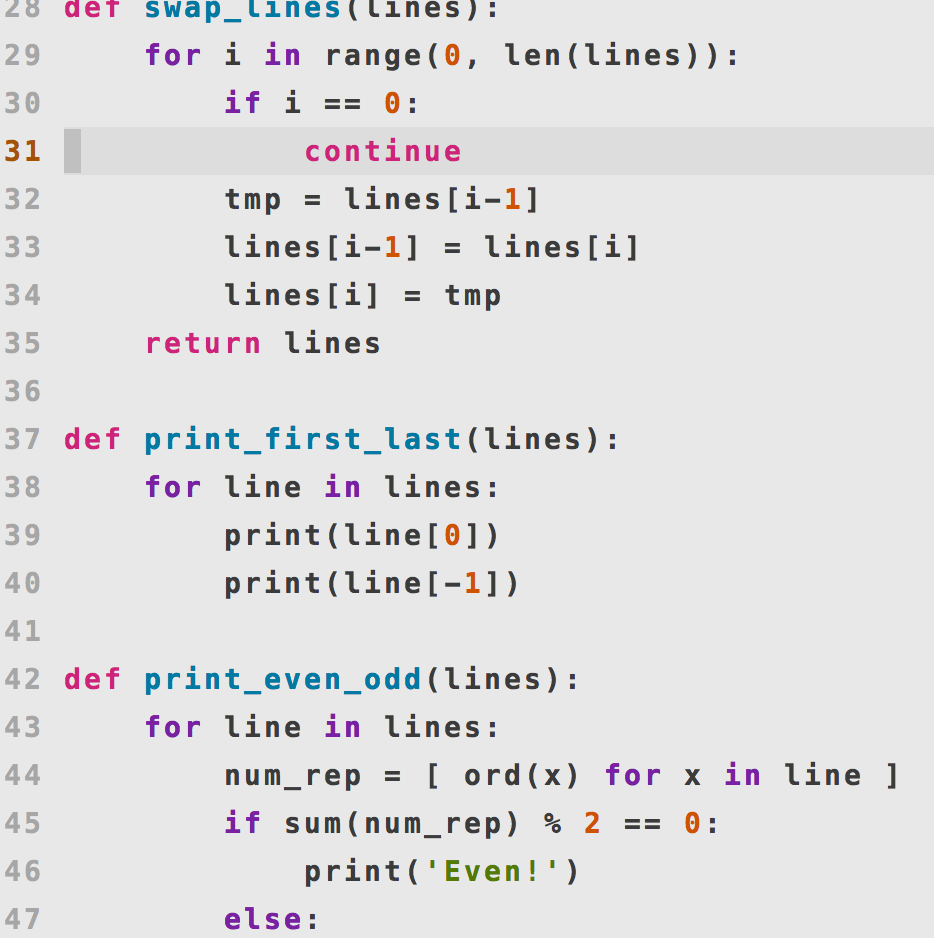 28 def swap_lines(lines):
29     for i in range(0, len(lines)):
30         if i == 0:
31             continue
32         tmp = lines[i-1]
33         lines[i-1] = lines[i]
34         lines[i] = tmp
35     return lines
36
37 def print_first_last(lines):
38     for line in lines:
39         print(line[0])
40         print(line[-1])
41
42 def print_even_odd(lines):
43     for line in lines:
44         num_rep = [ ord(x) for x in line ]
45         if sum(num_rep) % 2 == 0:
46             print('Even!')
47         else: